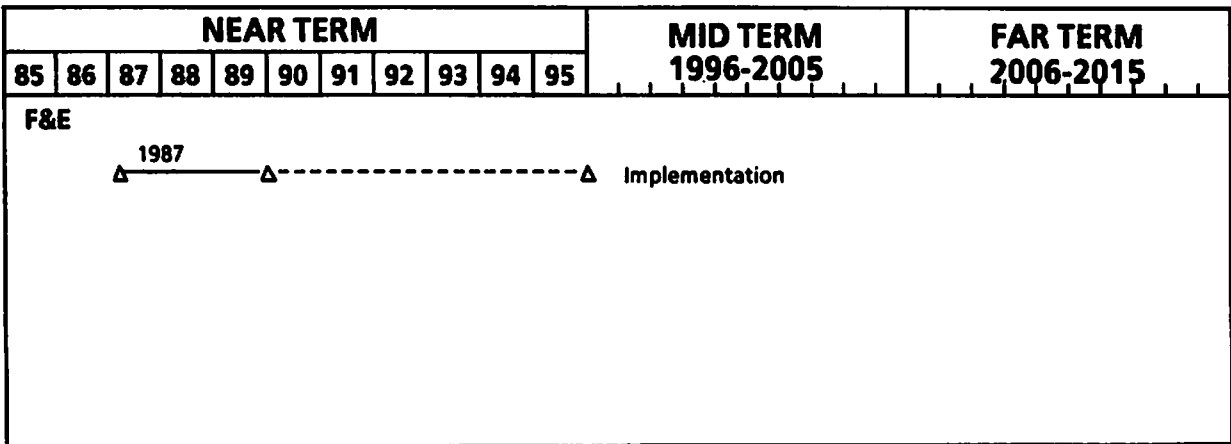 NEAR TERM
MID TERM
1996-2005
FAR TERM
2006-2015
85 86 87 88 89 90 91 92 93 94 95
F&E
1987
Implementation